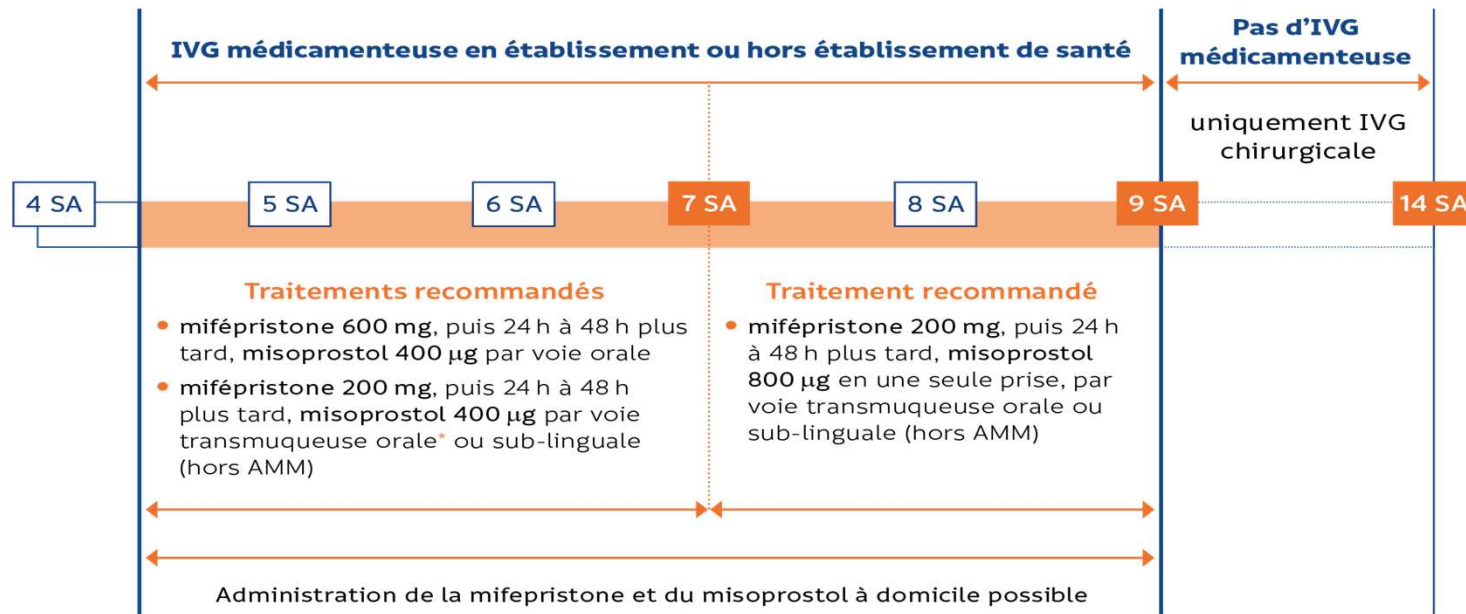 IVG médicamenteuse en établissement ou hors établissement de santé
Pas d'IVG
médicamenteuse
uniquement IVG
chirurgicale
4 SA
5 SA
6 SA
7 SA
8 SA
9 SA
14 SA
Traitements recommandés
• mifépristone 600 mg, puis 24 h à 48 h plus
tard, misoprostol 400 µg par voie orale
• mifépristone 200 mg, puis 24 h à 48 h
plus tard, misoprostol 400 µg par voie
transmuqueuse orale* ou sub-linguale
(hors AMM)
Traitement recommandé
• mifépristone 200 mg, puis 24 h
à 48 h plus tard, misoprostol
800 µg en une seule prise, par
voie transmuqueuse orale ou
sub-linguale (hors AMM)
Administration de la mifepristone et du misoprostol à domicile possible